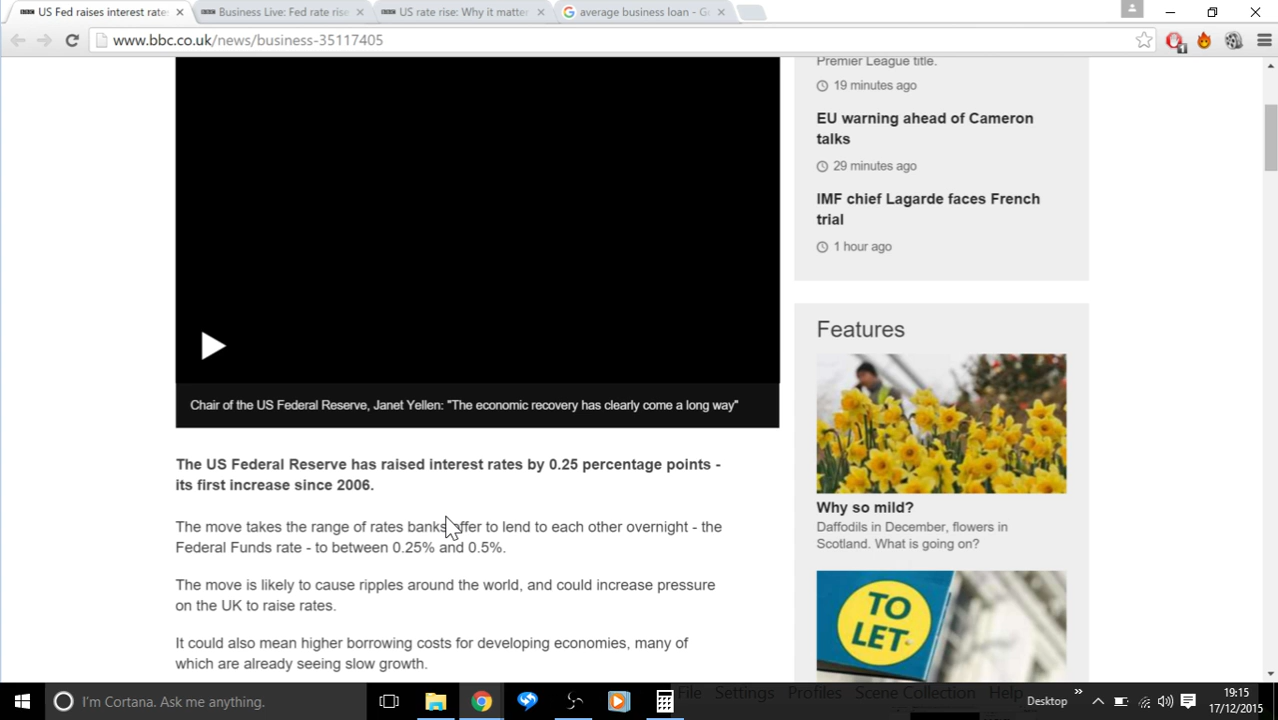 US Fed raises interest rate
Business Live: Fed rate rise
US rate rise: Why it matte
average business loan - G
www.bbc.co.uk/news/business-35117405
1
Premier League title.
19 minutes ago
EU warning ahead of Cameron
talks
29 minutes ago
IMF chief Lagarde faces French
trial
1 hour ago
Chair of the US Federal Reserve, Janet Yellen: "The economic recovery has clearly come a long way"
The US Federal Reserve has raised interest rates by 0.25 percentage points -
its first increase since 2006.
The move takes the range of rates banks offer to lend to each other overnight - the
Federal Funds rate - to between 0.25% and 0.5%.
The move is likely to cause ripples around the world, and could increase pressure
on the UK to raise rates.
It could also mean higher borrowing costs for developing economies, many of
which are already seeing slow growth.
Features
Why so mild?
Daffodils in December, flowers in
Scotland. What is going on?
TO
LET
I'm Cortana. Ask me anything.
File Settings Profiles Scene Collection Help
Desktop
19:15
17/12/2015